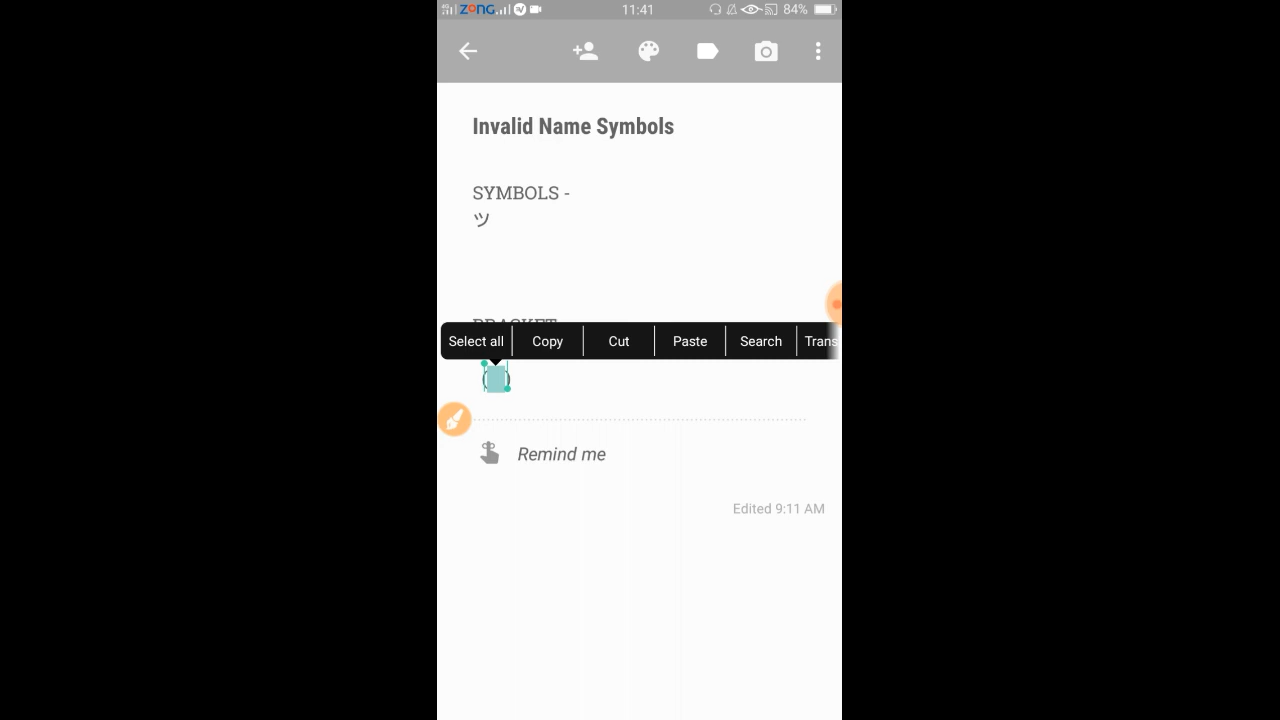 ZONG 11:41 84%
Invalid Name Symbols
SYMBOLS -
ツ
BRACKET
Select all Copy Cut Paste Search Trans
()
Remind me
Edited 9:11 AM